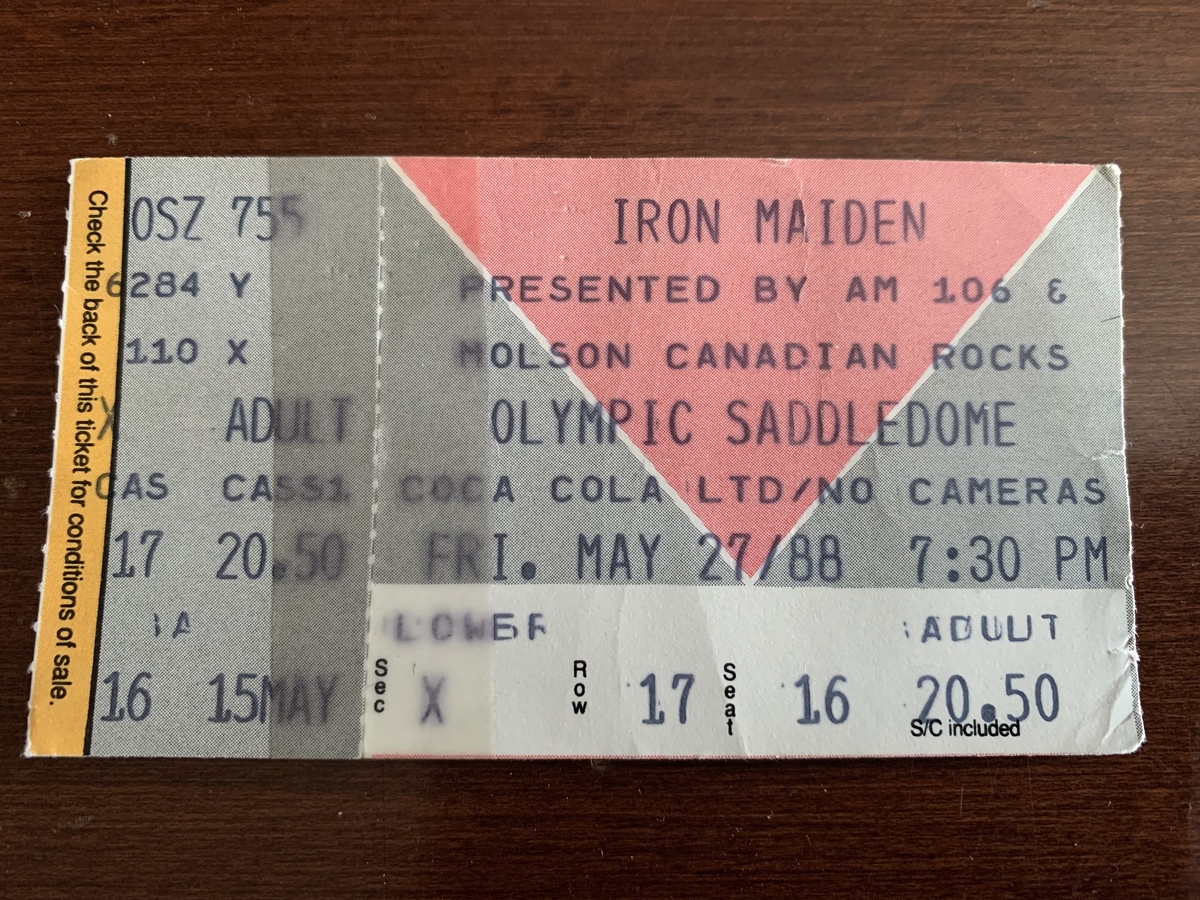 Check the back of this ticket for conditions of sale.
OSZ 755
6284 Y
110 X
X ADULT
CAS CASS1
17 20.50
16 15MAY
IRON MAIDEN
PRESENTED BY AM 106 &
MOLSON CANADIAN ROCKS
OLYMPIC SADDLEDOME
COCA COLA LTD/NO CAMERAS
FRI. MAY 27/88 7:30 PM
LOWER ADULT
Sec X Row 17 Seat 16 20.50
S/C included